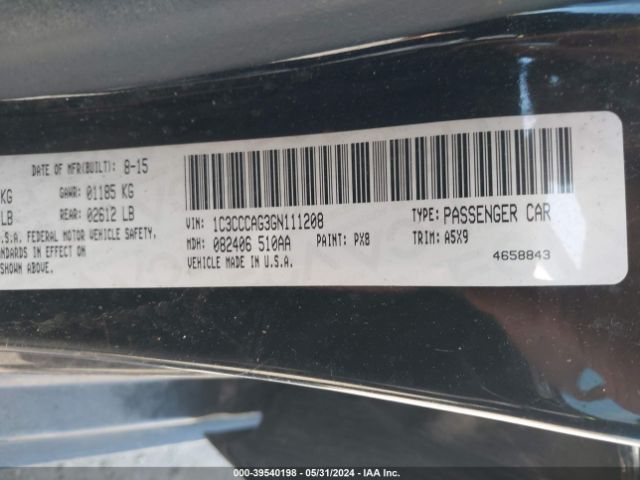 DATE OF MFR(BUILT): 8-15
KG GAWR: 01185 KG
LB REAR: 02612 LB
U.S.A. FEDERAL MOTOR VEHICLE SAFETY,
STANDARDS IN EFFECT ON
SHOWN ABOVE.
VIN: 1C3CCCAG3GN111208 TYPE: PASSENGER CAR
MDH: 082406 510AA PAINT: PX8 TRIM: A5X9
VEHICLE MADE IN U.S.A. 4658843
000-39540198 - 05/31/2024 - IAA Inc.